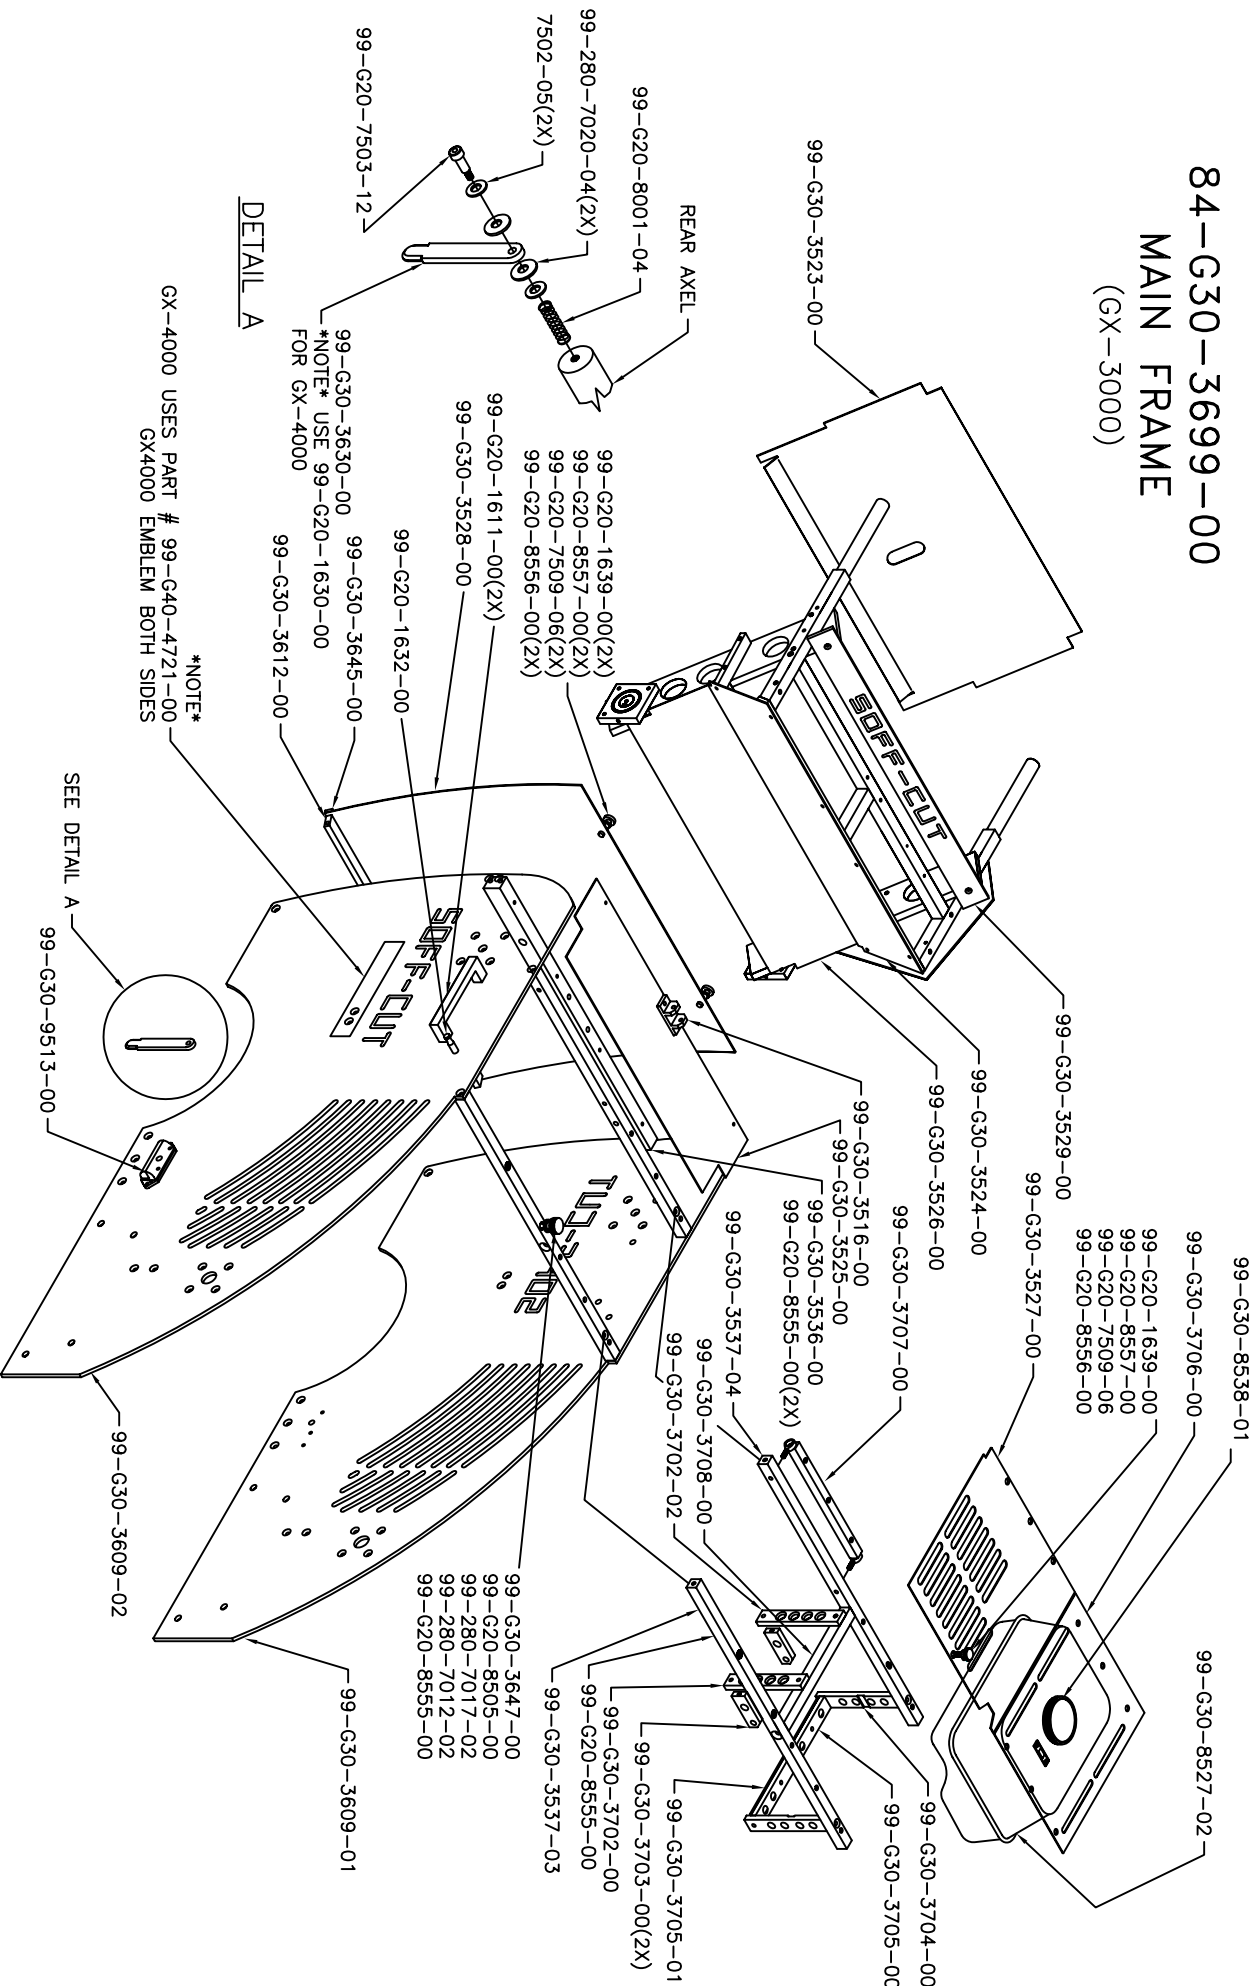 84-G30-3699-00
MAIN FRAME
(GX-3000)
99-G30-3523-00
REAR AXEL
99-G20-8001-04
99-280-7020-04(2X)
7502-05(2X)
99-G20-7503-12
99-G30-3630-00
*NOTE* USE 99-G20-1630-00
FOR GX-4000
DETAIL A
99-G20-1639-00(2X)
99-G20-8557-00(2X)
99-G20-7509-06(2X)
99-G20-8556-00(2X)
99-G20-1611-00(2X)
99-G30-3528-00
99-G20-1632-00
99-G30-3645-00
99-G30-3612-00
*NOTE*
GX-4000 USES PART # 99-G40-4721-00
GX4000 EMBLEM BOTH SIDES
SEE DETAIL A
99-G30-9513-00
SOFF-CUT
SOFF-CUT
99-G30-3529-00
99-G30-3524-00
99-G30-3526-00
99-G30-3516-00
99-G30-3525-00
99-G30-3536-00
99-G20-8555-00(2X)
99-G30-8538-01
99-G30-3706-00
99-G20-1639-00
99-G20-8557-00
99-G20-7509-06
99-G20-8556-00
99-G30-3527-00
99-G30-3707-00
99-G30-3537-04
99-G30-3708-00
99-G30-3702-02
99-G30-8527-02
99-G30-3704-00
99-G30-3705-00
99-G30-3705-01
99-G30-3703-00(2X)
99-G30-3702-00
99-G20-8555-00
99-G30-3537-03
99-G30-3647-00
99-G20-8505-00
99-280-7017-02
99-280-7012-02
99-G20-8555-00
99-G30-3609-02
99-G30-3609-01